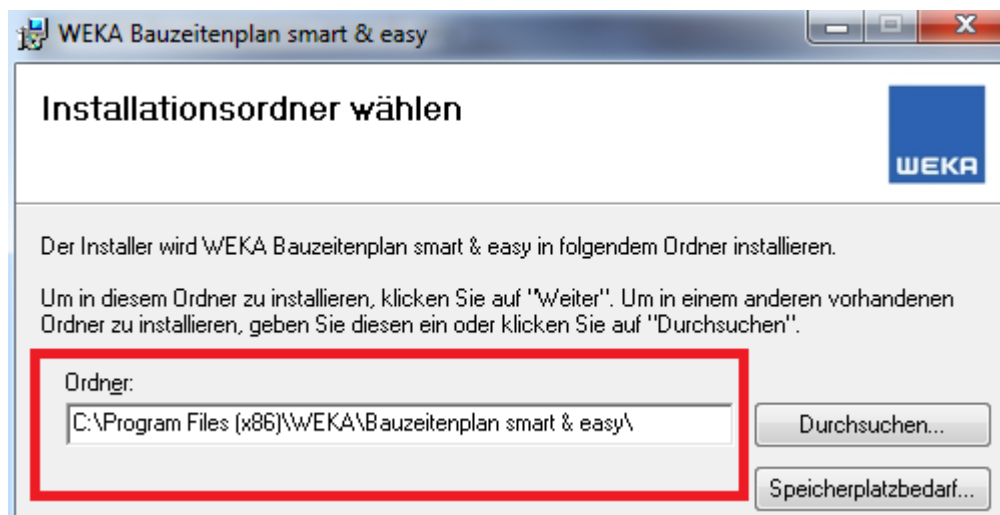 WEKA Bauzeitenplan smart & easy
Installationsordner wählen
WEKA
Der Installer wird WEKA Bauzeitenplan smart & easy in folgendem Ordner installieren.
Um in diesem Ordner zu installieren, klicken Sie auf "Weiter". Um in einem anderen vorhandenen
Ordner zu installieren, geben Sie diesen ein oder klicken Sie auf "Durchsuchen".
Ordner:
C:\Program Files (x86)\WEKA\Bauzeitenplan smart & easy\
Durchsuchen...
Speicherplatzbedarf...